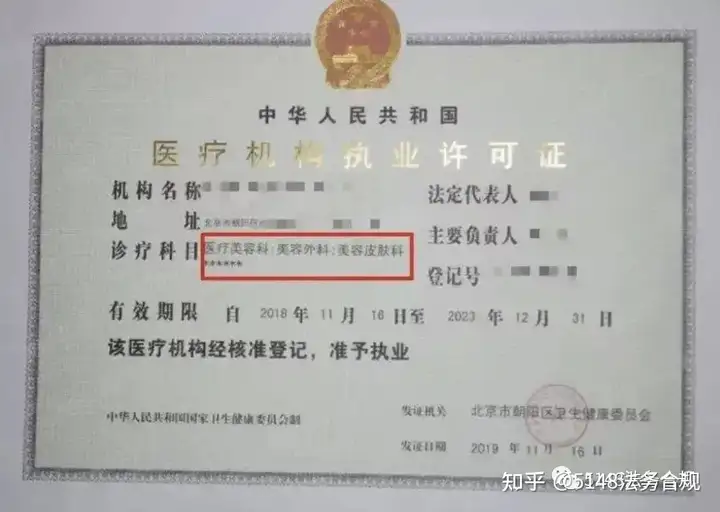 中华人民共和国
医疗机构执业许可证
机构名称
法定代表人
地 址 北京市朝阳区
主要负责人
诊疗科目 医疗美容科;美容外科;美容皮肤科
******
登记号
有效期限 自 2018 年 11 月 16 日至 2023 年 12 月 31 日
该医疗机构经核准登记，准予执业
中华人民共和国国家卫生健康委员会制
发证机关 北京市朝阳区卫生健康委员会
发证日期 2019 年 11 月 16 日
知乎 @5148法务合规